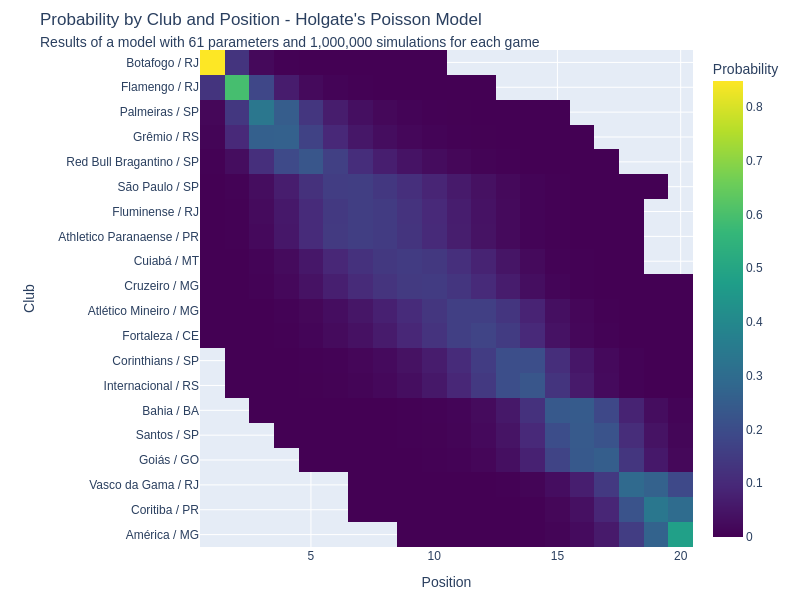 Probability by Club and Position - Holgate's Poisson Model
Results of a model with 61 parameters and 1,000,000 simulations for each game
Probability
Botafogo / RJ
Flamengo / RJ
Palmeiras / SP
Grêmio / RS
Red Bull Bragantino / SP
São Paulo / SP
Fluminense / RJ
Athletico Paranaense / PR
Cuiabá / MT
Cruzeiro / MG
Atlético Mineiro / MG
Fortaleza / CE
Corinthians / SP
Internacional / RS
Bahia / BA
Santos / SP
Goiás / GO
Vasco da Gama / RJ
Coritiba / PR
América / MG
Club
5
10
15
20
Position
0.8
0.7
0.6
0.5
0.4
0.3
0.2
0.1
0